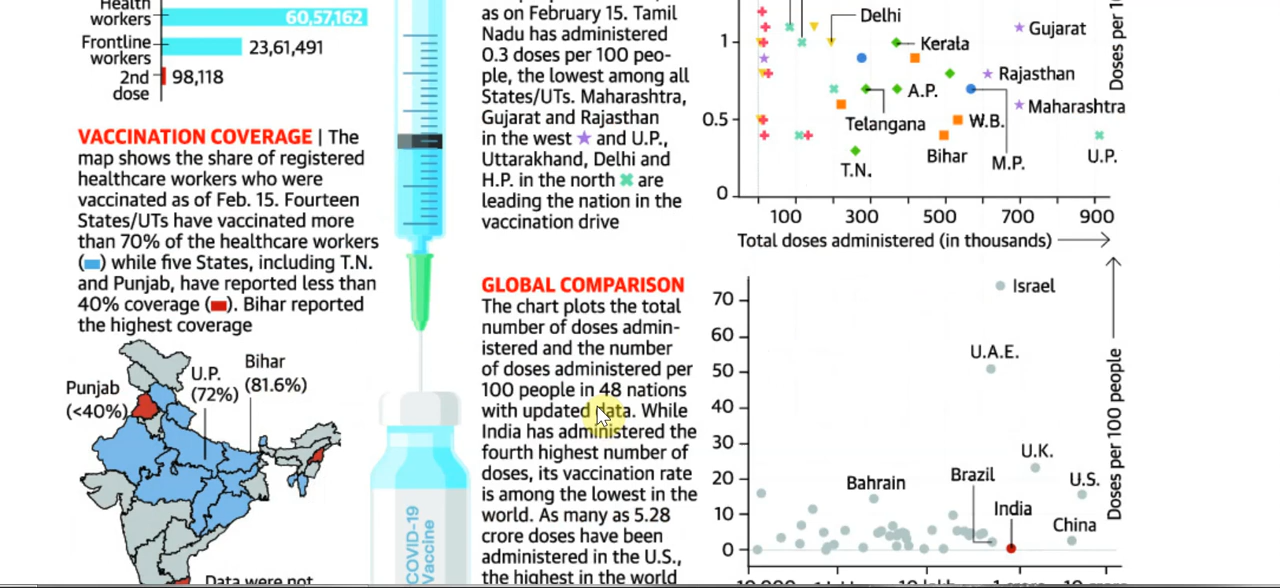 Health
workers
60,57,162
Frontline
workers
23,61,491
2nd
dose
98,118
VACCINATION COVERAGE | The
map shows the share of registered
healthcare workers who were
vaccinated as of Feb. 15. Fourteen
States/UTs have vaccinated more
than 70% of the healthcare workers
( ) while five States, including T.N.
and Punjab, have reported less than
40% coverage ( ). Bihar reported
the highest coverage
Punjab
(<40%)
U.P.
(72%)
Bihar
(81.6%)
Data were not
COVID-19
Vaccine
as on February 15. Tamil
Nadu has administered
0.3 doses per 100 peo-
ple, the lowest among all
States/UTs. Maharashtra,
Gujarat and Rajasthan
in the west ★ and U.P.,
Uttarakhand, Delhi and
H.P. in the north ✖ are
leading the nation in the
vaccination drive
GLOBAL COMPARISON
The chart plots the total
number of doses admin-
istered and the number
of doses administered per
100 people in 48 nations
with updated data. While
India has administered the
fourth highest number of
doses, its vaccination rate
is among the lowest in the
world. As many as 5.28
crore doses have been
administered in the U.S.,
the highest in the world
Delhi
Gujarat
1
Kerala
Rajasthan
A.P.
Maharashtra
0.5
Telangana
W.B.
Bihar
M.P.
U.P.
T.N.
0
100 300 500 700 900
Total doses administered (in thousands)
Doses per 1
70
Israel
60
U.A.E.
50
40
30
U.K.
20
Bahrain
Brazil
U.S.
10
India
China
0
Doses per 100 people
10,000